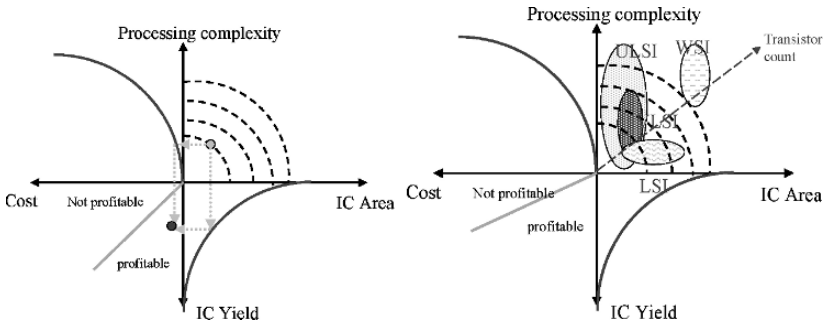 Processing complexity
Cost
IC Area
Not profitable
profitable
IC Yield
Processing complexity
ULSI
WSI
Transistor
count
VLSI
LSI
Cost
IC Area
Not profitable
profitable
IC Yield